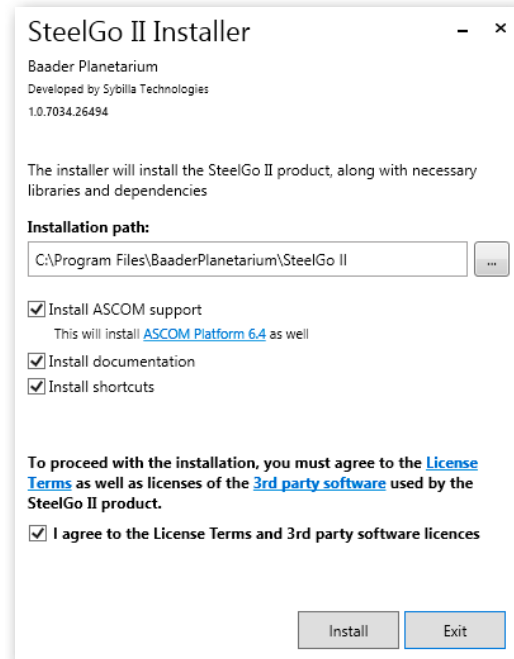 SteelGo II Installer
Baader Planetarium
Developed by Sybilla Technologies
1.0.7034.26494
The installer will install the SteelGo II product, along with necessary
libraries and dependencies
Installation path:
C:\Program Files\BaaderPlanetarium\SteelGo II
...
Install ASCOM support
This will install ASCOM Platform 6.4 as well
Install documentation
Install shortcuts
To proceed with the installation, you must agree to the License
Terms as well as licenses of the 3rd party software used by the
SteelGo II product.
I agree to the License Terms and 3rd party software licences
Install Exit